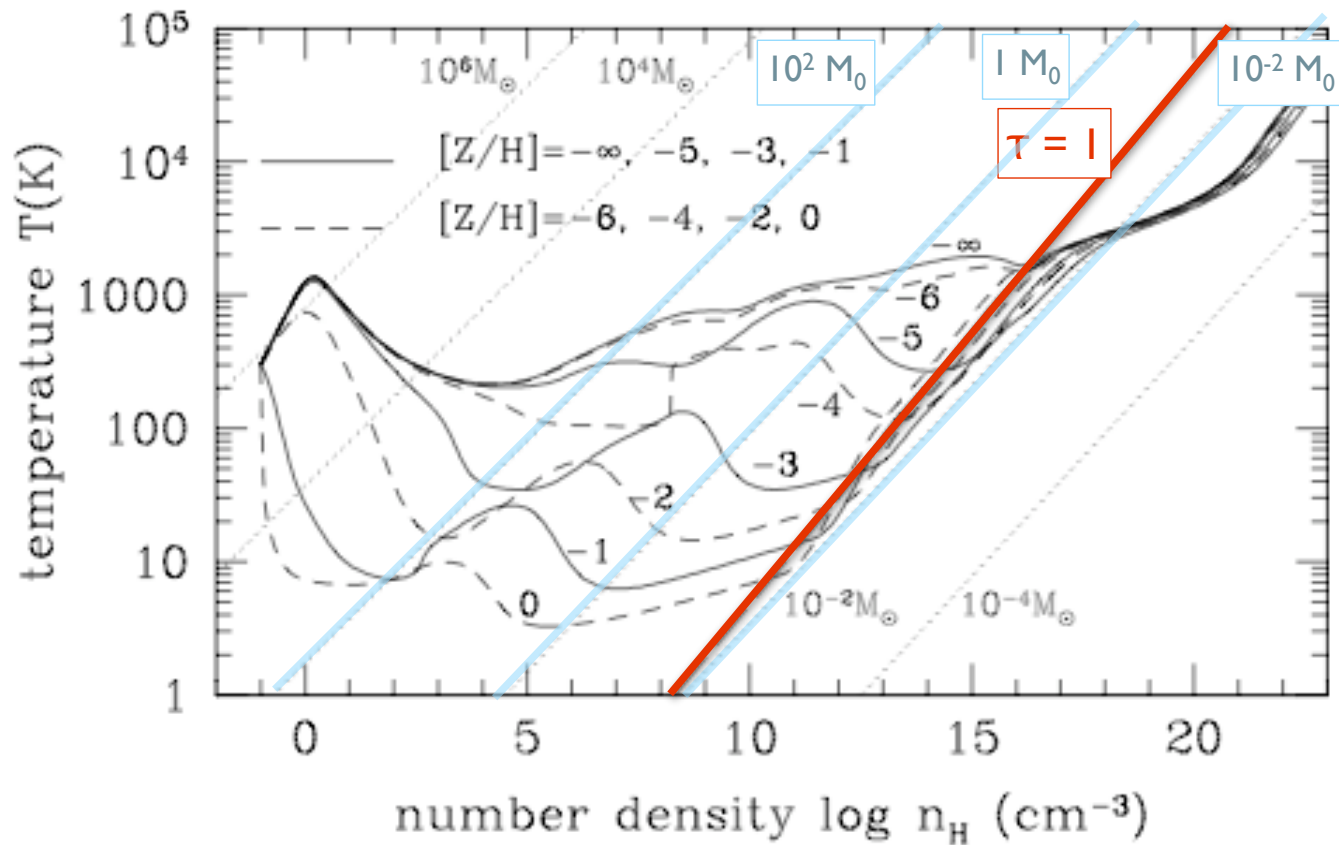 10⁵
10⁶M☉
10⁴M☉
10² M₀
1 M₀
10⁻² M₀
τ = 1
[Z/H]=−∞, −5, −3, −1
10⁴
[Z/H]=−6, −4, −2, 0
temperature T(K)
−∞
1000
−6
−5
−4
100
−3
−2
−1
10
0
10⁻²M☉
10⁻⁴M☉
1
0
5
10
15
20
number density log n_H (cm⁻³)